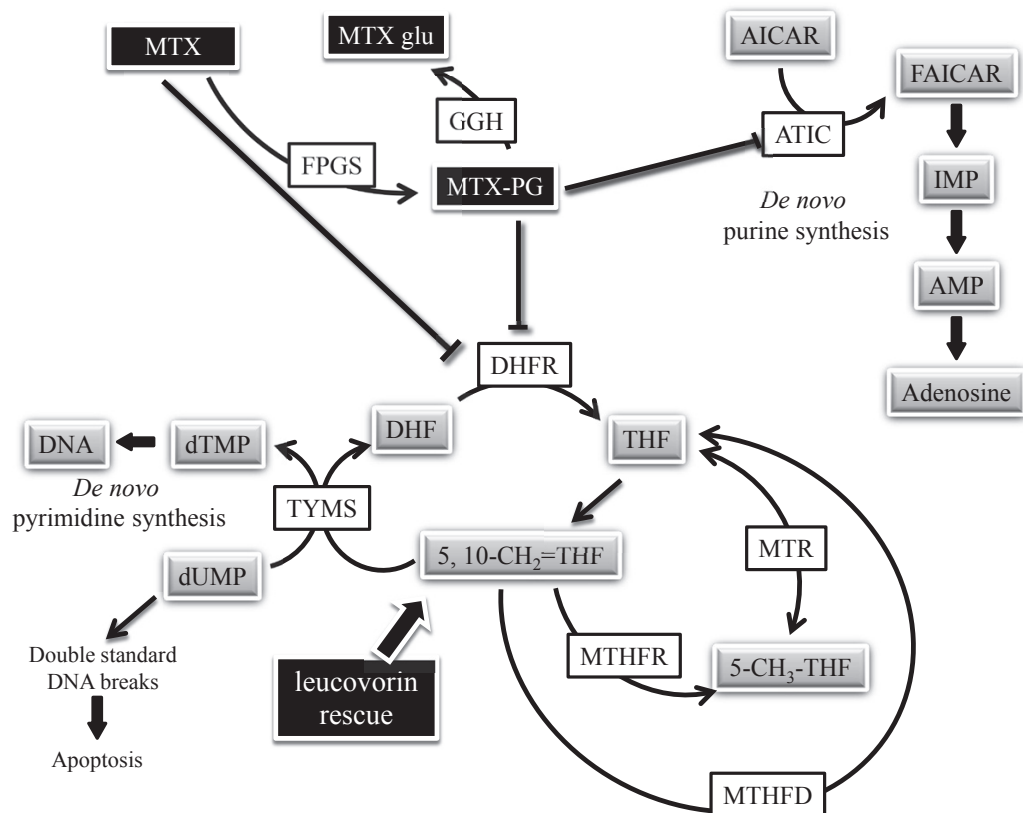 MTX
MTX glu
AICAR
FAICAR
GGH
ATIC
FPGS
MTX-PG
IMP
De novo
purine synthesis
AMP
DHFR
Adenosine
DHF
THF
DNA
dTMP
De novo
pyrimidine synthesis
TYMS
MTR
5, 10-CH₂=THF
dUMP
Double standard
DNA breaks
MTHFR
5-CH₃-THF
leucovorin
rescue
Apoptosis
MTHFD